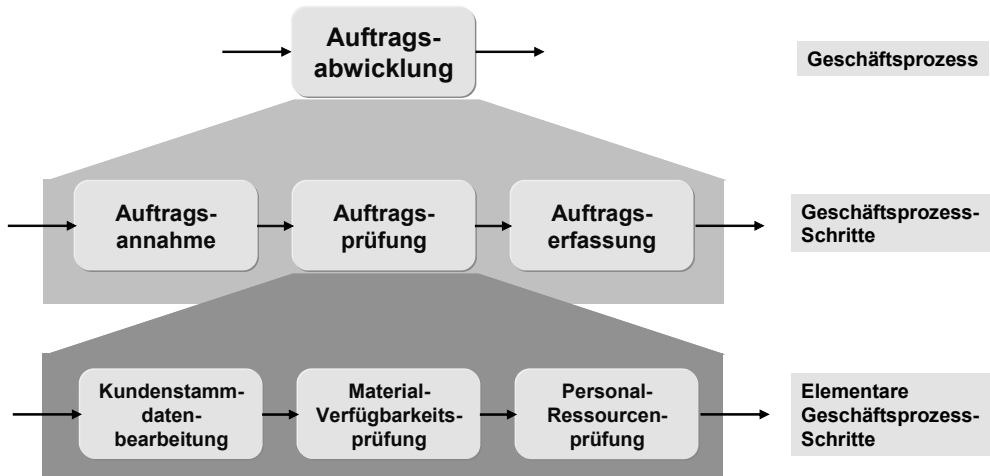 Auftrags-
abwicklung
Geschäftsprozess
Auftrags-
annahme
Auftrags-
prüfung
Auftrags-
erfassung
Geschäftsprozess-
Schritte
Kundenstamm-
daten-
bearbeitung
Material-
Verfügbarkeits-
prüfung
Personal-
Ressourcen-
prüfung
Elementare
Geschäftsprozess-
Schritte